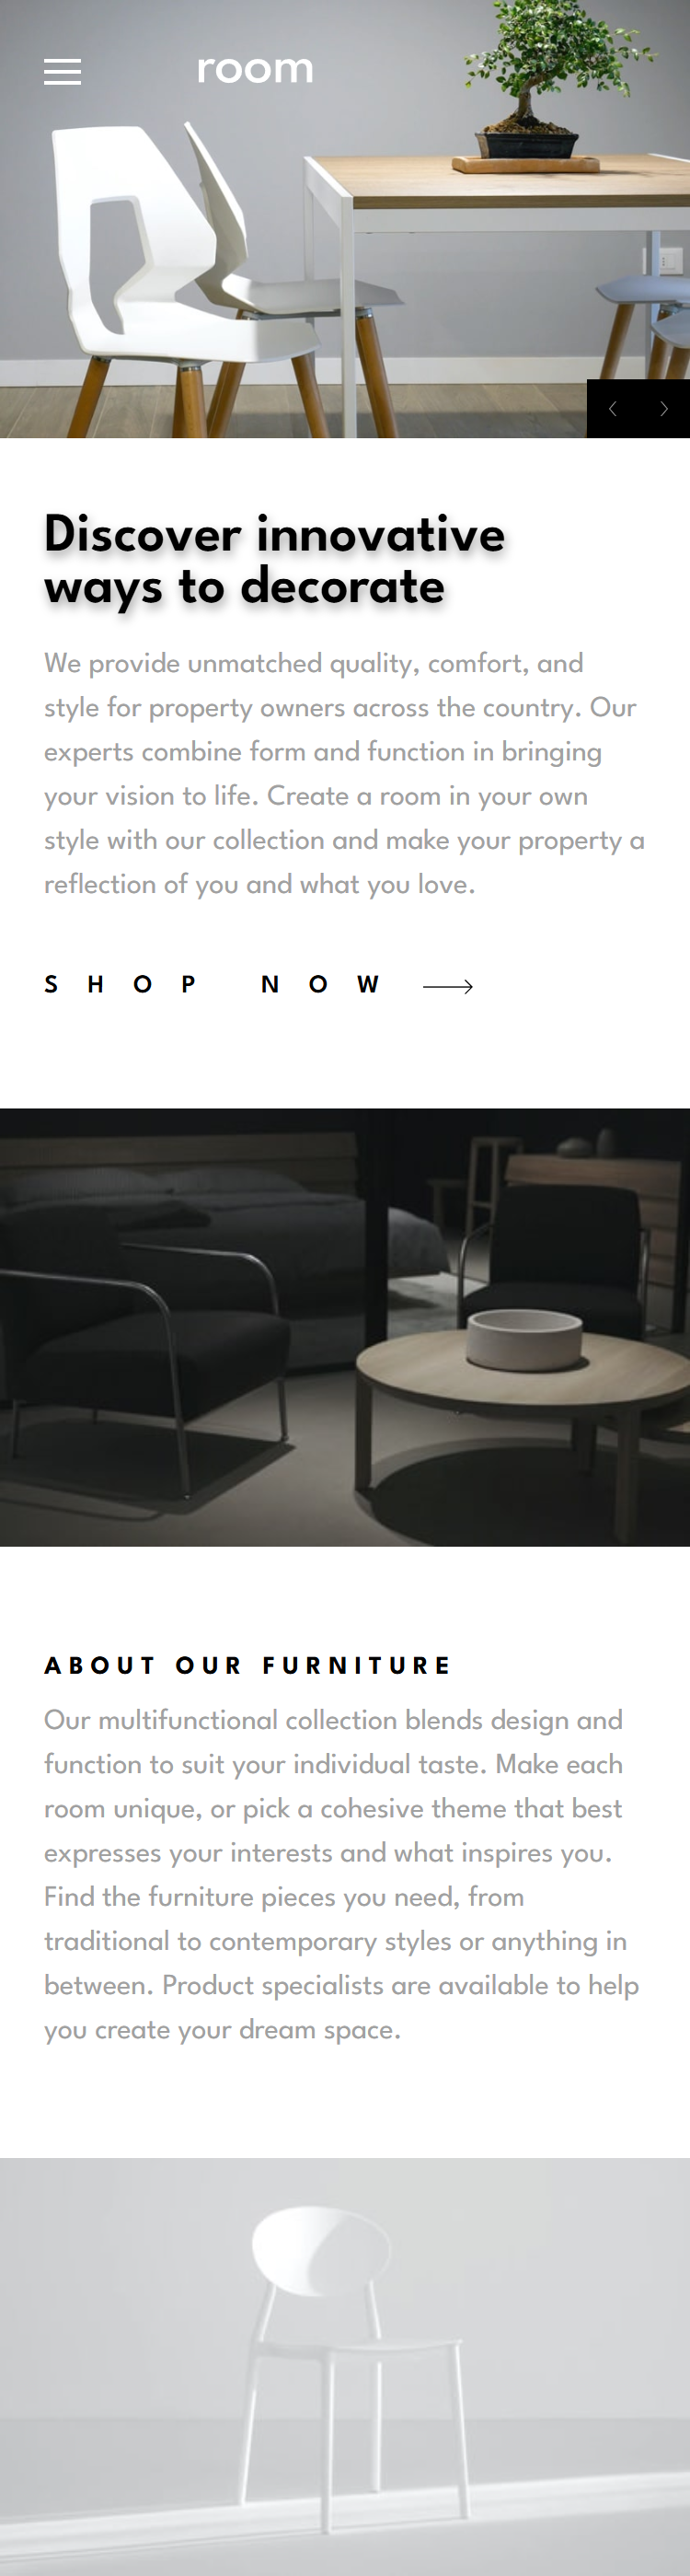 room
Discover innovative
ways to decorate
We provide unmatched quality, comfort, and
style for property owners across the country. Our
experts combine form and function in bringing
your vision to life. Create a room in your own
style with our collection and make your property a
reflection of you and what you love.
SHOP NOW
ABOUT OUR FURNITURE
Our multifunctional collection blends design and
function to suit your individual taste. Make each
room unique, or pick a cohesive theme that best
expresses your interests and what inspires you.
Find the furniture pieces you need, from
traditional to contemporary styles or anything in
between. Product specialists are available to help
you create your dream space.